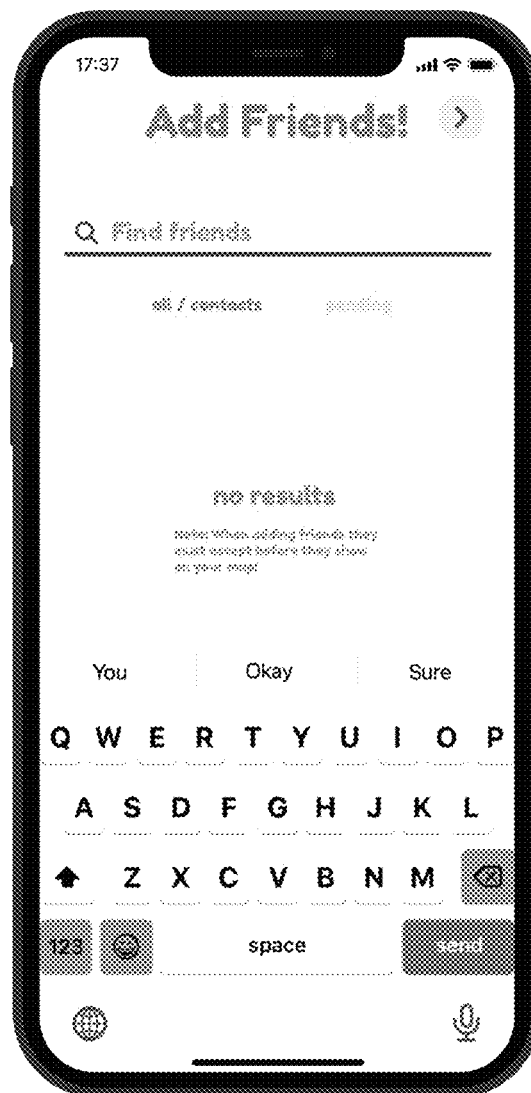 17:37
Add Friends!
Find friends
all / contacts pending
no results
Note: When adding friends they
must accept before they show
on your map!
You Okay Sure
Q W E R T Y U I O P
A S D F G H J K L
Z X C V B N M
123 space send